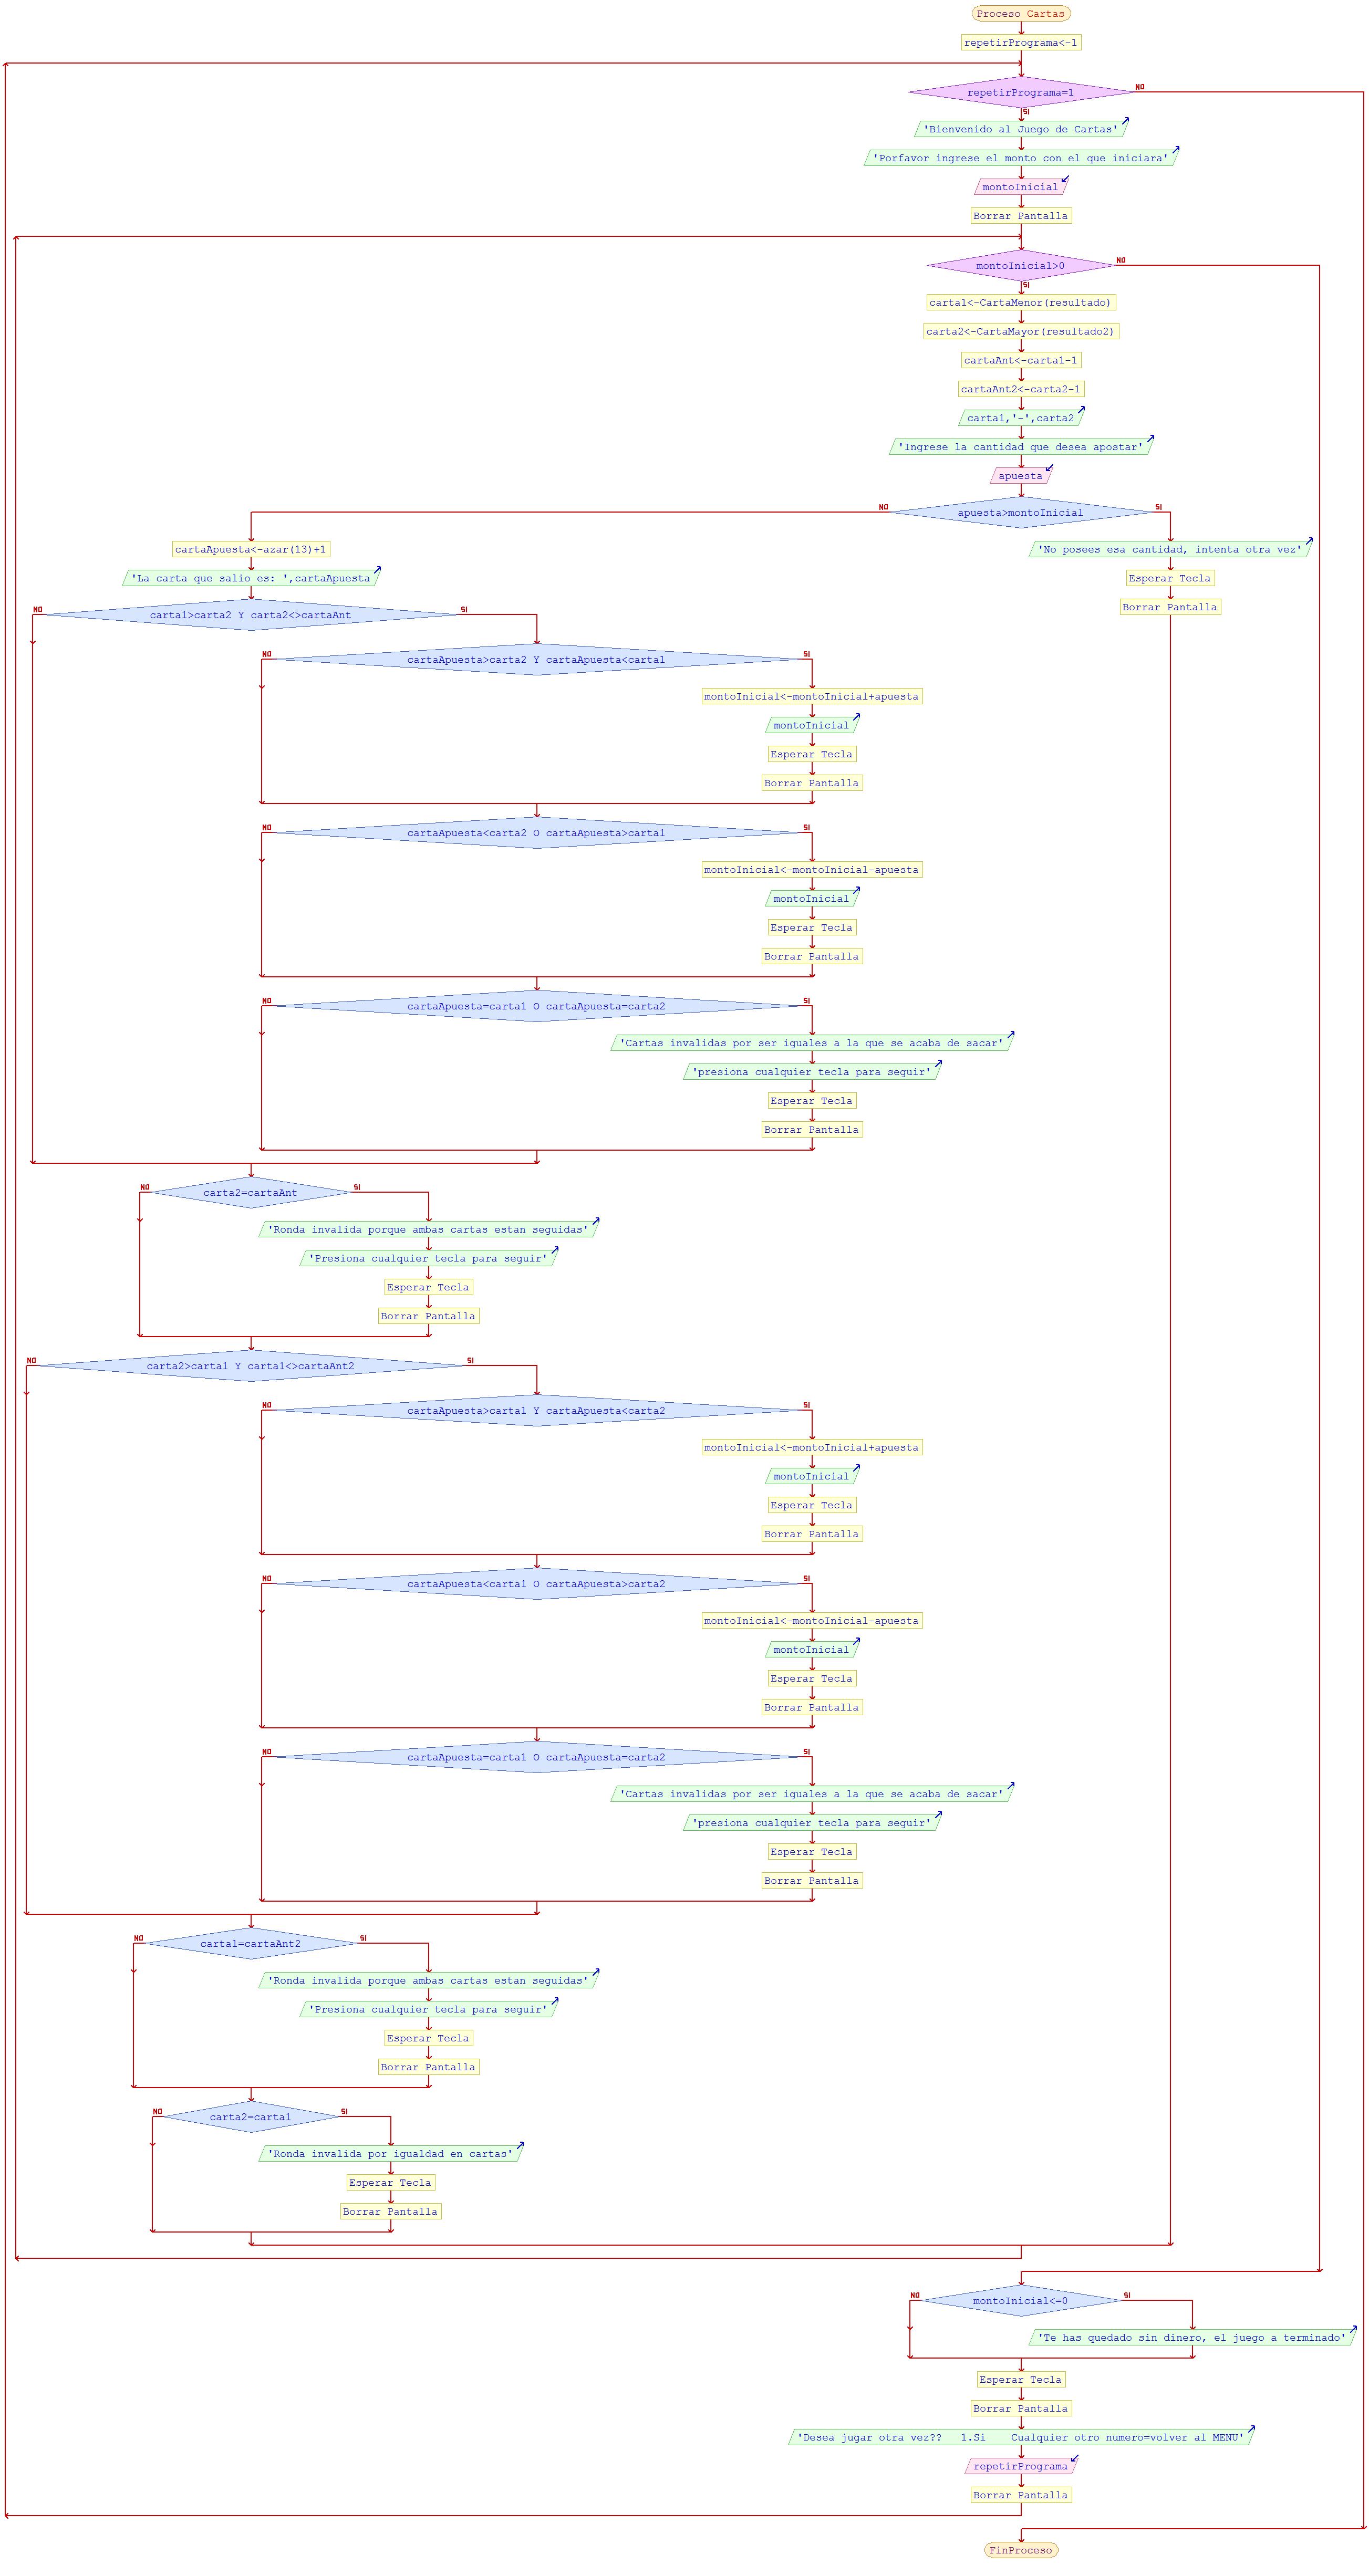 Proceso Cartas
repetirPrograma<-1
repetirPrograma=1
NO
SI
'Bienvenido al Juego de Cartas'
'Porfavor ingrese el monto con el que iniciara'
montoInicial
Borrar Pantalla
montoInicial>0
NO
SI
carta1<-CartaMenor(resultado)
carta2<-CartaMayor(resultado2)
cartaAnt<-carta1-1
cartaAnt2<-carta2-1
carta1,'-',carta2
'Ingrese la cantidad que desea apostar'
apuesta
NO
apuesta>montoInicial
SI
cartaApuesta<-azar(13)+1
'No posees esa cantidad, intenta otra vez'
'La carta que salio es: ',cartaApuesta
Esperar Tecla
Borrar Pantalla
NO
carta1>carta2 Y carta2<>cartaAnt
SI
NO
cartaApuesta>carta2 Y cartaApuesta<carta1
SI
montoInicial<-montoInicial+apuesta
montoInicial
Esperar Tecla
Borrar Pantalla
NO
cartaApuesta<carta2 O cartaApuesta>carta1
SI
montoInicial<-montoInicial-apuesta
montoInicial
Esperar Tecla
Borrar Pantalla
NO
cartaApuesta=carta1 O cartaApuesta=carta2
SI
'Cartas invalidas por ser iguales a la que se acaba de sacar'
'presiona cualquier tecla para seguir'
Esperar Tecla
Borrar Pantalla
NO
carta2=cartaAnt
SI
'Ronda invalida porque ambas cartas estan seguidas'
'Presiona cualquier tecla para seguir'
Esperar Tecla
Borrar Pantalla
NO
carta2>carta1 Y carta1<>cartaAnt2
SI
NO
cartaApuesta>carta1 Y cartaApuesta<carta2
SI
montoInicial<-montoInicial+apuesta
montoInicial
Esperar Tecla
Borrar Pantalla
NO
cartaApuesta<carta1 O cartaApuesta>carta2
SI
montoInicial<-montoInicial-apuesta
montoInicial
Esperar Tecla
Borrar Pantalla
NO
cartaApuesta=carta1 O cartaApuesta=carta2
SI
'Cartas invalidas por ser iguales a la que se acaba de sacar'
'presiona cualquier tecla para seguir'
Esperar Tecla
Borrar Pantalla
NO
carta1=cartaAnt2
SI
'Ronda invalida porque ambas cartas estan seguidas'
'Presiona cualquier tecla para seguir'
Esperar Tecla
Borrar Pantalla
NO
carta2=carta1
SI
'Ronda invalida por igualdad en cartas'
Esperar Tecla
Borrar Pantalla
NO
montoInicial<=0
SI
'Te has quedado sin dinero, el juego a terminado'
Esperar Tecla
Borrar Pantalla
'Desea jugar otra vez??   1.Si    Cualquier otro numero=volver al MENU'
repetirPrograma
Borrar Pantalla
FinProceso